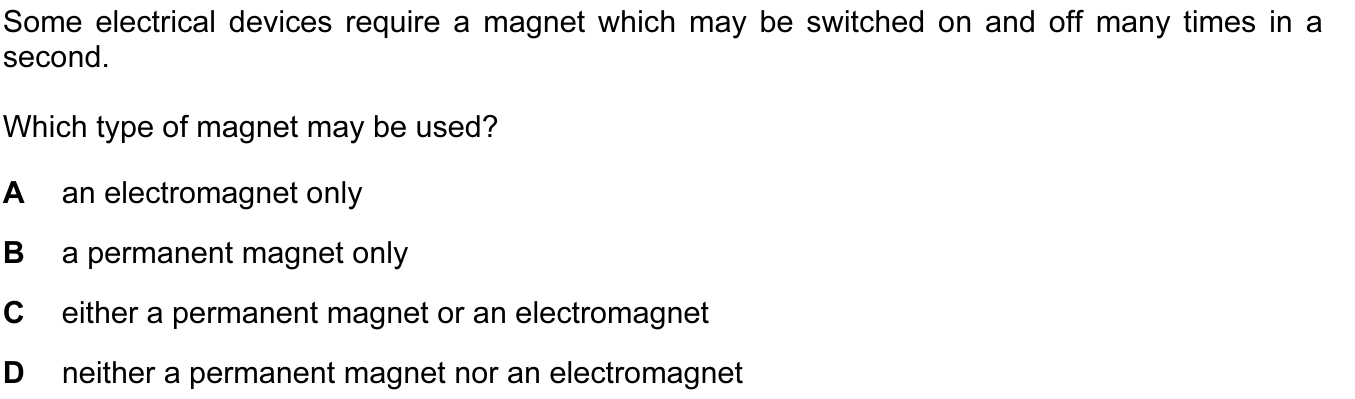 Some electrical devices require a magnet which may be switched on and off many times in a
second.
Which type of magnet may be used?
A an electromagnet only
B a permanent magnet only
C either a permanent magnet or an electromagnet
D neither a permanent magnet nor an electromagnet